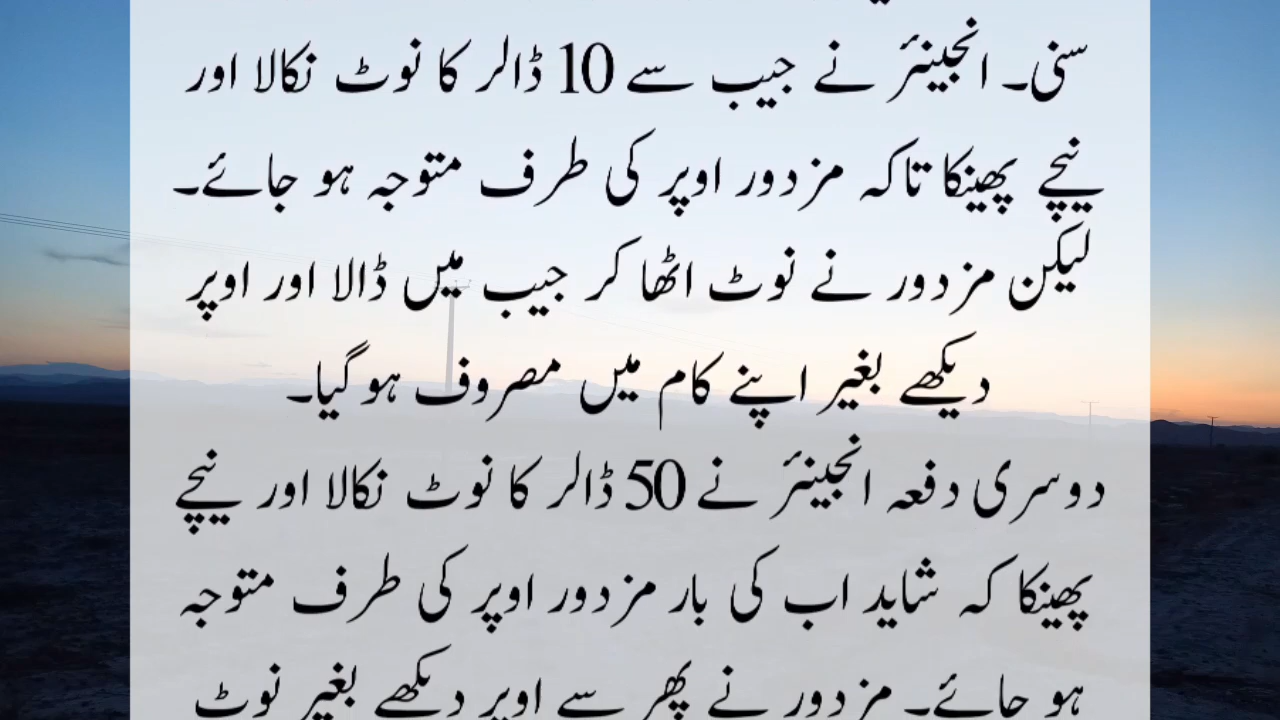 سنی۔ انجینئر نے جیب سے 10 ڈالر کا نوٹ نکالا اور
نیچے پھینکا تاکہ مزدور اوپر کی طرف متوجہ ہو جائے۔
لیکن مزدور نے نوٹ اٹھا کر جیب میں ڈالا اور اوپر
دیکھے بغیر اپنے کام میں مصروف ہوگیا۔
دوسری دفعہ انجینئر نے 50 ڈالر کا نوٹ نکالا اور نیچے
پھینکا کہ شاید اب کی بار مزدور اوپر کی طرف متوجہ
ہو جائے۔ مزدور نے پھر سے اوپر دیکھے بغیر نوٹ